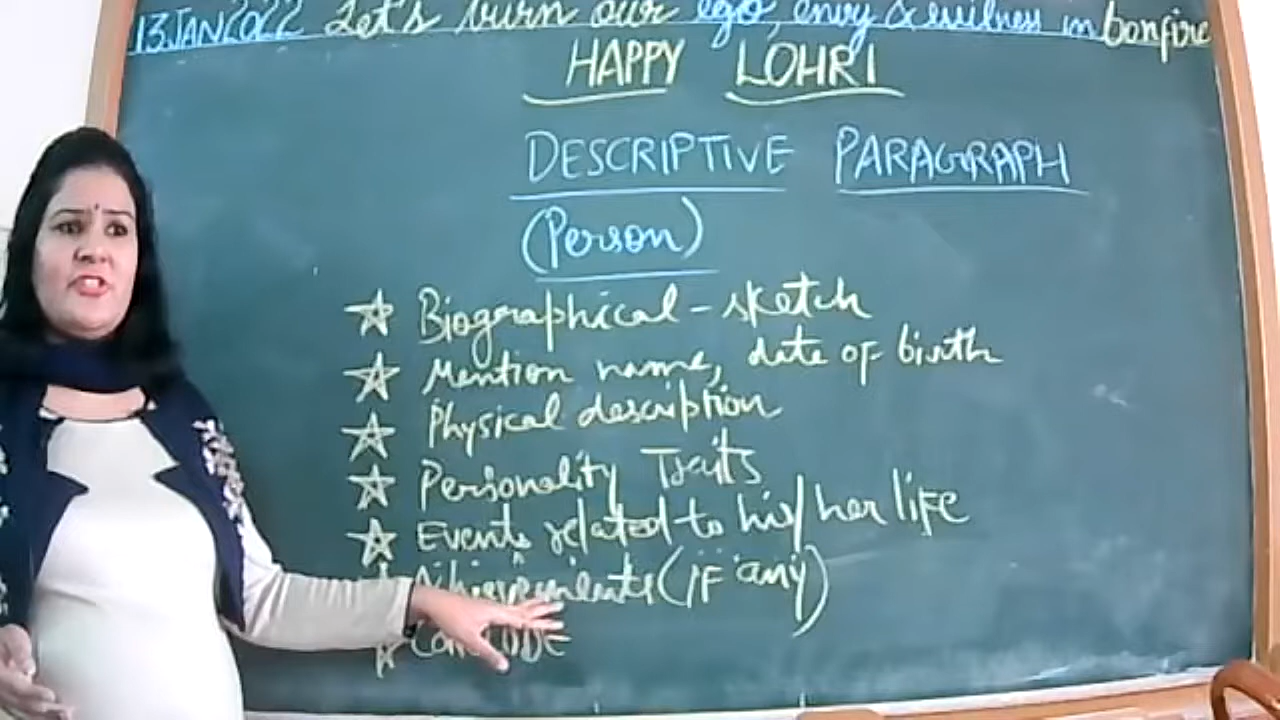 13JAN2022 Let's burn our ego, envy & evilness in bonfire
HAPPY LOHRI
DESCRIPTIVE PARAGRAPH
(Person)
☆ Biographical - sketch
☆ Mention name, date of birth
☆ Physical description
☆ Personality Traits
☆ Events related to his/her life
☆ Achievements (IF any)